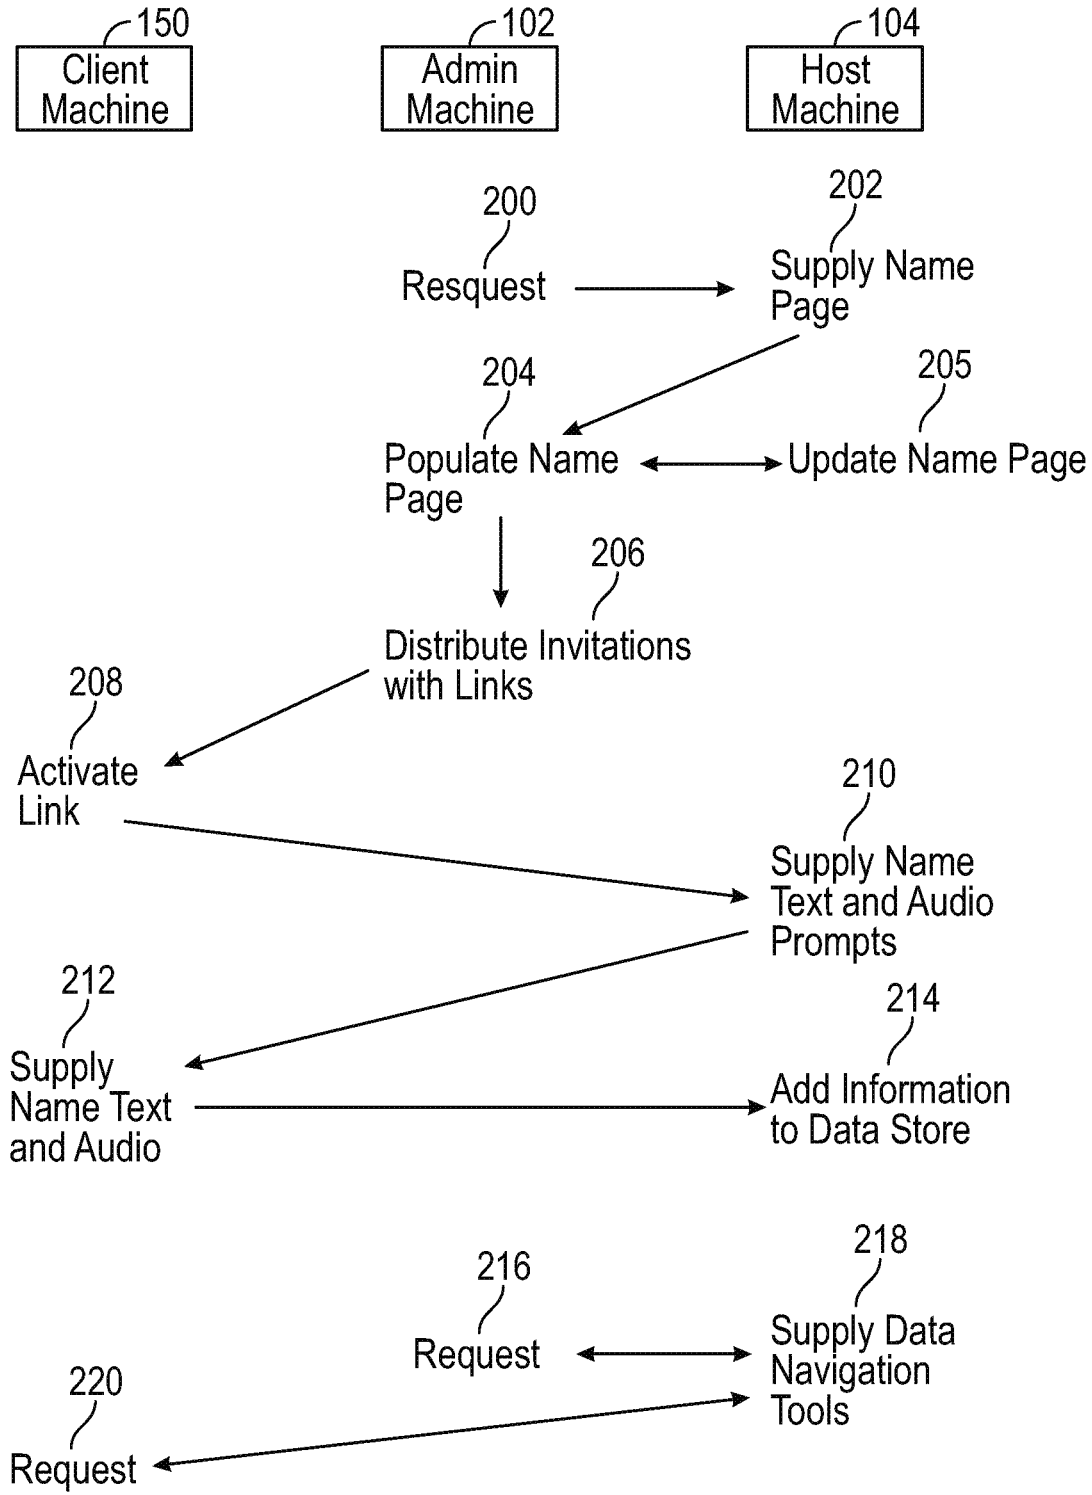 150
102
104
Client
Machine
Admin
Machine
Host
Machine
200
202
Resquest
Supply Name
Page
204
205
Populate Name
Page
Update Name Page
206
Distribute Invitations
with Links
208
Activate
Link
210
Supply Name
Text and Audio
Prompts
212
214
Supply
Name Text
and Audio
Add Information
to Data Store
216
218
Request
Supply Data
Navigation
Tools
220
Request